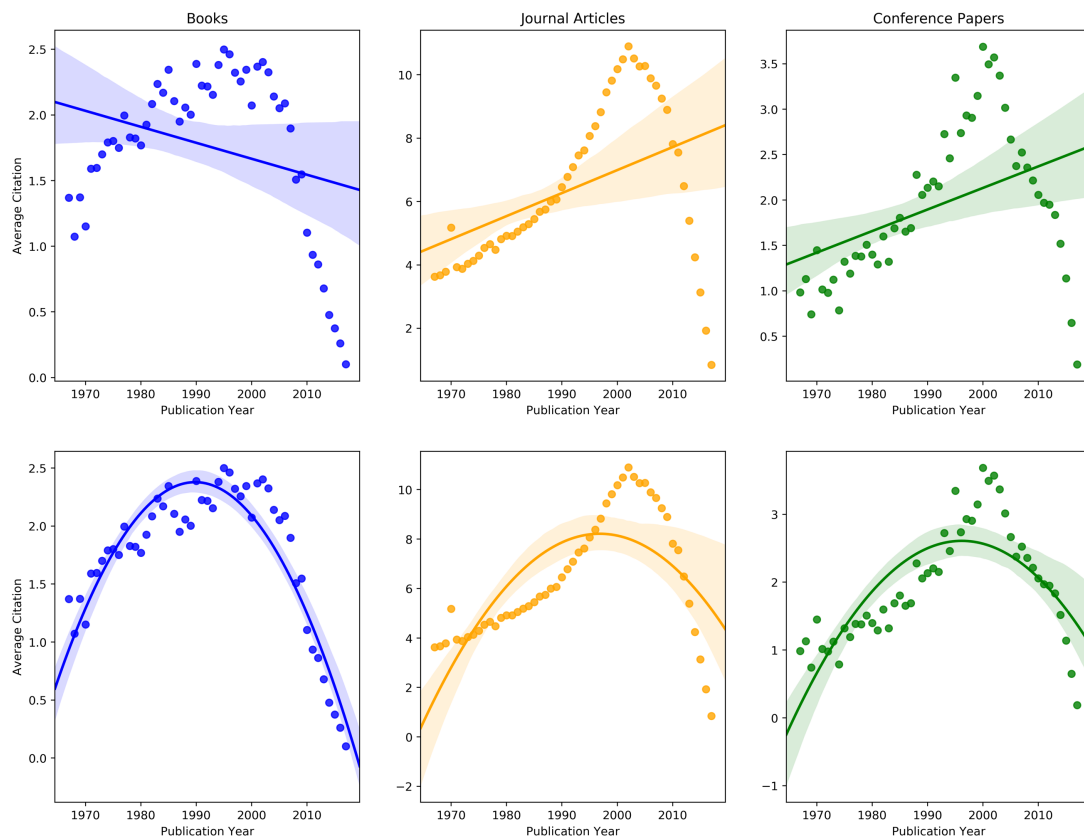 Books
Journal Articles
Conference Papers
Average Citation
2.5
2.0
1.5
1.0
0.5
0.0
1970 1980 1990 2000 2010
Publication Year
10
8
6
4
2
1970 1980 1990 2000 2010
Publication Year
3.5
3.0
2.5
2.0
1.5
1.0
0.5
1970 1980 1990 2000 2010
Publication Year
Average Citation
2.5
2.0
1.5
1.0
0.5
0.0
1970 1980 1990 2000 2010
Publication Year
10
8
6
4
2
0
−2
1970 1980 1990 2000 2010
Publication Year
3
2
1
0
−1
1970 1980 1990 2000 2010
Publication Year